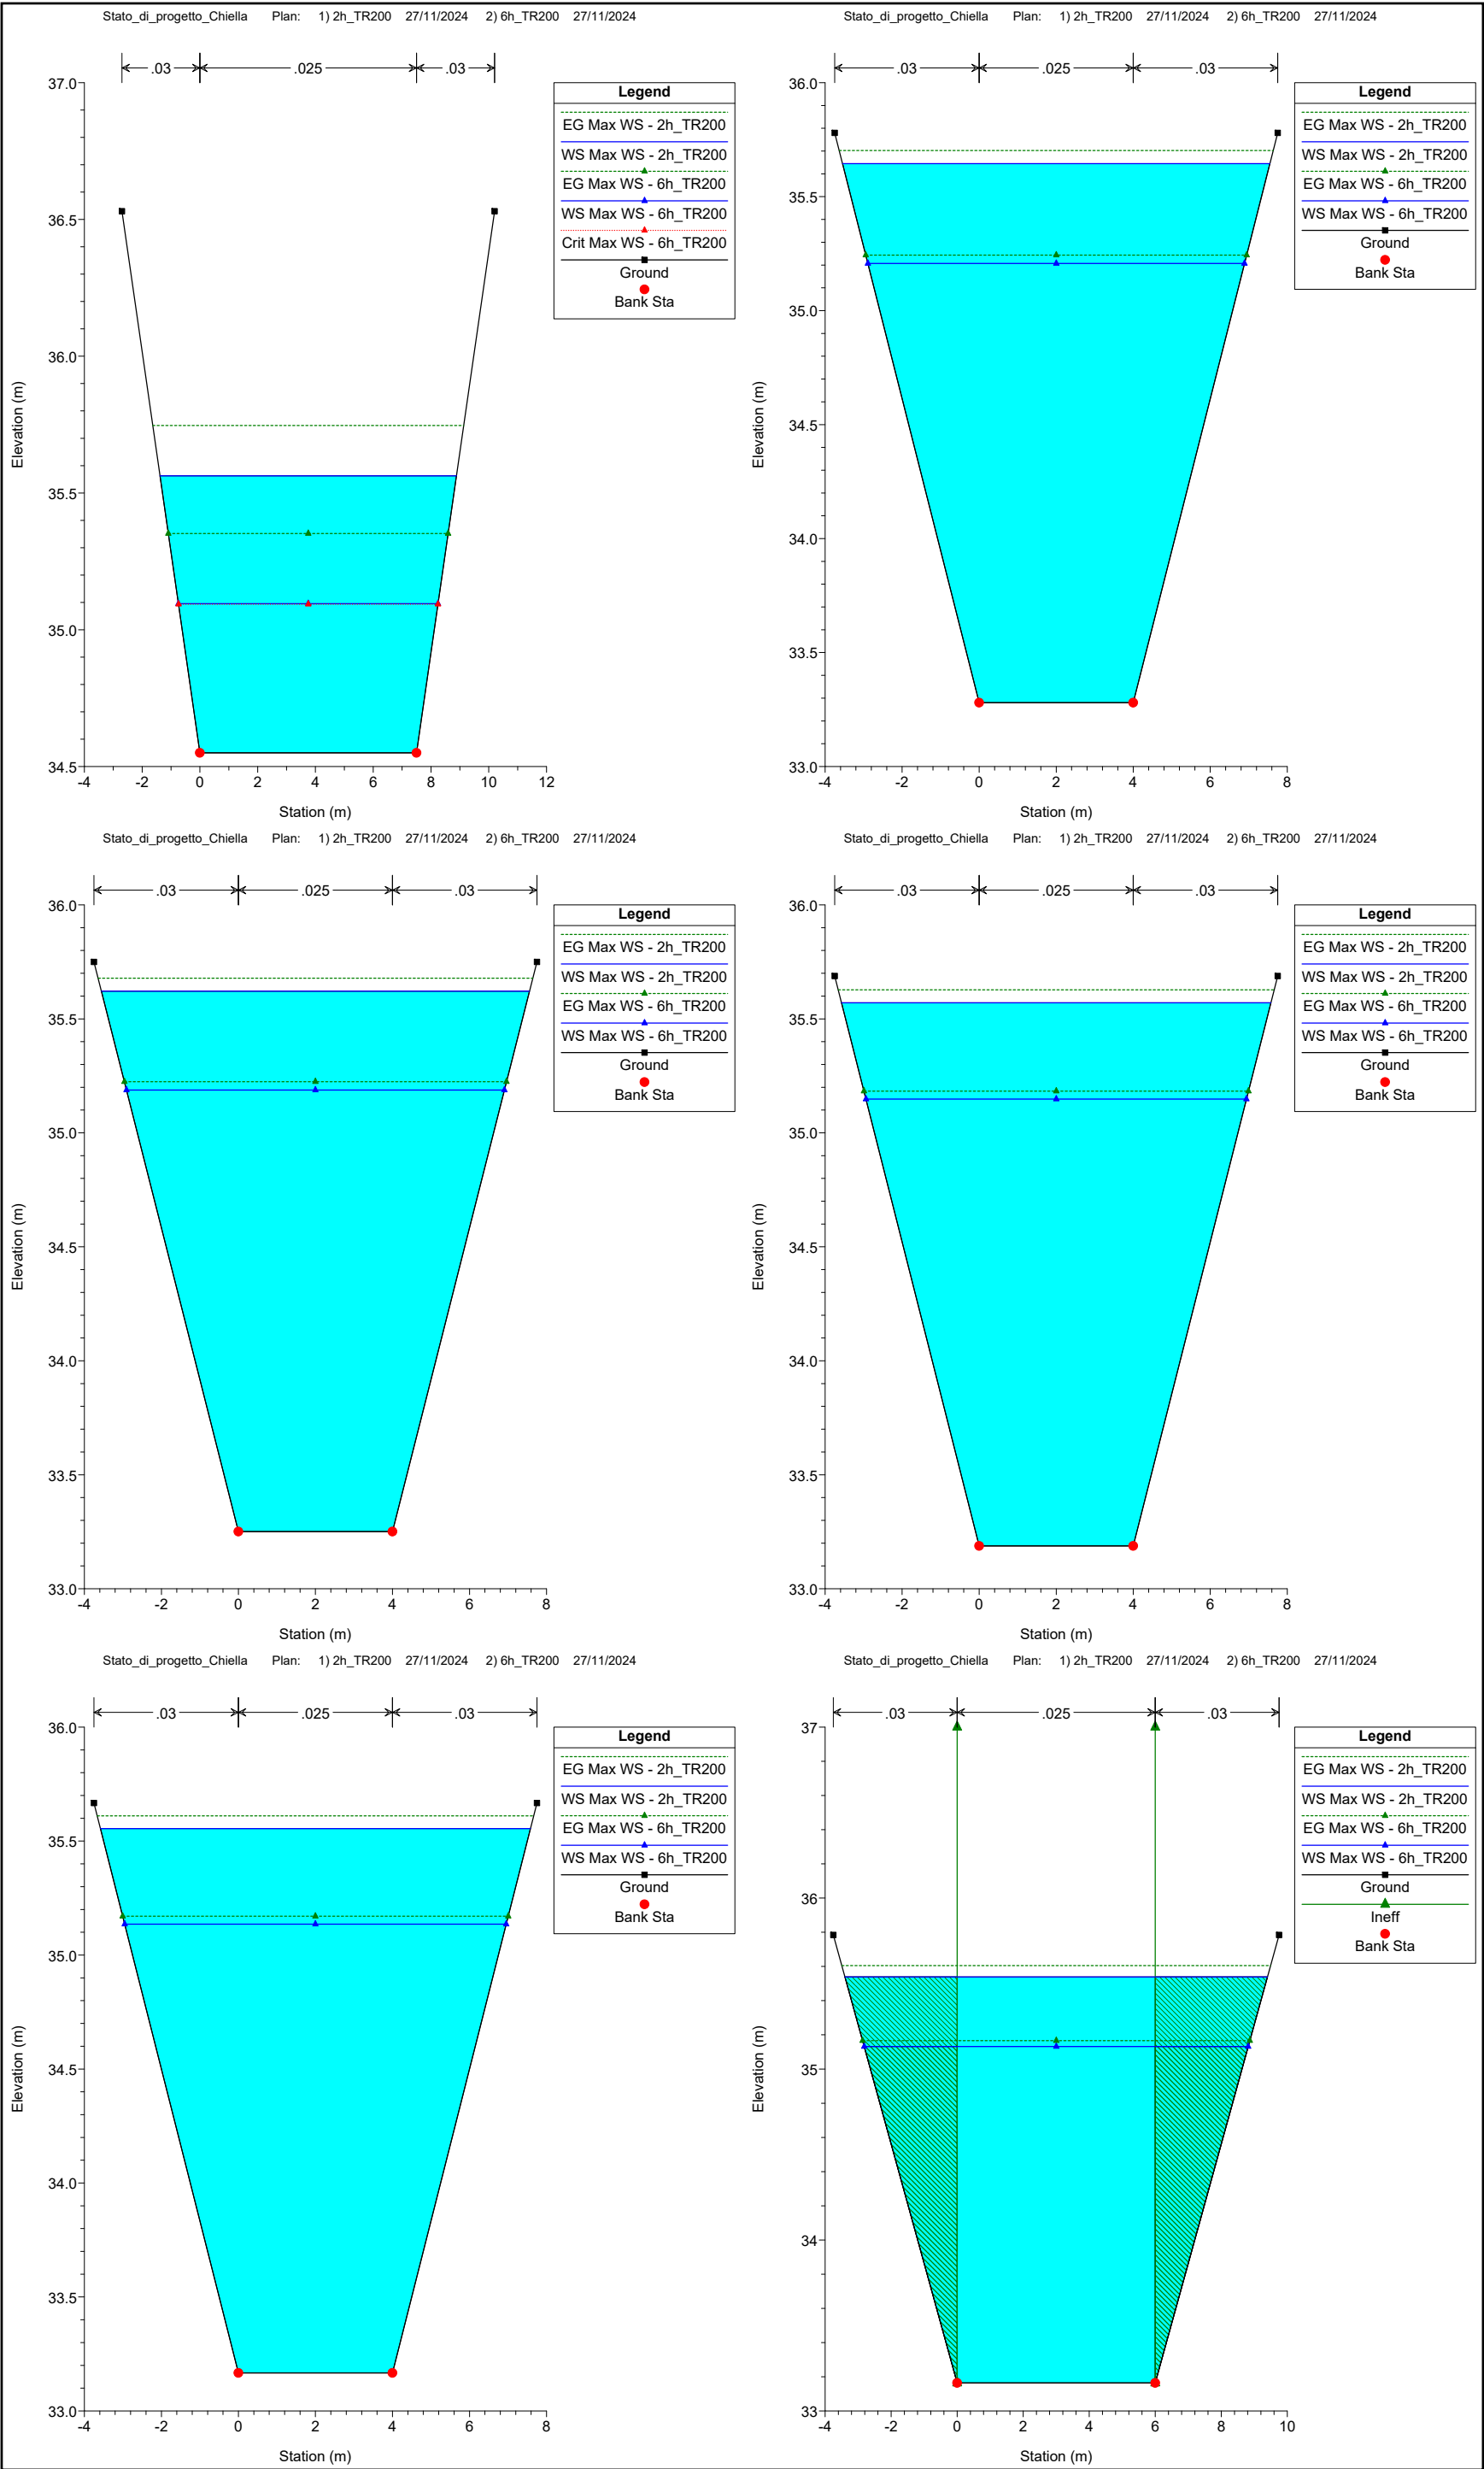 Stato_di_progetto_Chiella Plan: 1) 2h_TR200 27/11/2024 2) 6h_TR200 27/11/2024
.03 .025 .03
37.0
36.5
36.0
35.5
35.0
34.5
Elevation (m)
-4 -2 0 2 4 6 8 10 12
Station (m)
Legend
EG Max WS - 2h_TR200
WS Max WS - 2h_TR200
EG Max WS - 6h_TR200
WS Max WS - 6h_TR200
Crit Max WS - 6h_TR200
Ground
Bank Sta
Stato_di_progetto_Chiella Plan: 1) 2h_TR200 27/11/2024 2) 6h_TR200 27/11/2024
.03 .025 .03
36.0
35.5
35.0
34.5
34.0
33.5
33.0
Elevation (m)
-4 -2 0 2 4 6 8
Station (m)
Legend
EG Max WS - 2h_TR200
WS Max WS - 2h_TR200
EG Max WS - 6h_TR200
WS Max WS - 6h_TR200
Ground
Bank Sta
Stato_di_progetto_Chiella Plan: 1) 2h_TR200 27/11/2024 2) 6h_TR200 27/11/2024
.03 .025 .03
36.0
35.5
35.0
34.5
34.0
33.5
33.0
Elevation (m)
-4 -2 0 2 4 6 8
Station (m)
Legend
EG Max WS - 2h_TR200
WS Max WS - 2h_TR200
EG Max WS - 6h_TR200
WS Max WS - 6h_TR200
Ground
Bank Sta
Stato_di_progetto_Chiella Plan: 1) 2h_TR200 27/11/2024 2) 6h_TR200 27/11/2024
.03 .025 .03
36.0
35.5
35.0
34.5
34.0
33.5
33.0
Elevation (m)
-4 -2 0 2 4 6 8
Station (m)
Legend
EG Max WS - 2h_TR200
WS Max WS - 2h_TR200
EG Max WS - 6h_TR200
WS Max WS - 6h_TR200
Ground
Bank Sta
Stato_di_progetto_Chiella Plan: 1) 2h_TR200 27/11/2024 2) 6h_TR200 27/11/2024
.03 .025 .03
36.0
35.5
35.0
34.5
34.0
33.5
33.0
Elevation (m)
-4 -2 0 2 4 6 8
Station (m)
Legend
EG Max WS - 2h_TR200
WS Max WS - 2h_TR200
EG Max WS - 6h_TR200
WS Max WS - 6h_TR200
Ground
Bank Sta
Stato_di_progetto_Chiella Plan: 1) 2h_TR200 27/11/2024 2) 6h_TR200 27/11/2024
.03 .025 .03
37
36
35
34
33
Elevation (m)
-4 -2 0 2 4 6 8 10
Station (m)
Legend
EG Max WS - 2h_TR200
WS Max WS - 2h_TR200
EG Max WS - 6h_TR200
WS Max WS - 6h_TR200
Ground
Ineff
Bank Sta